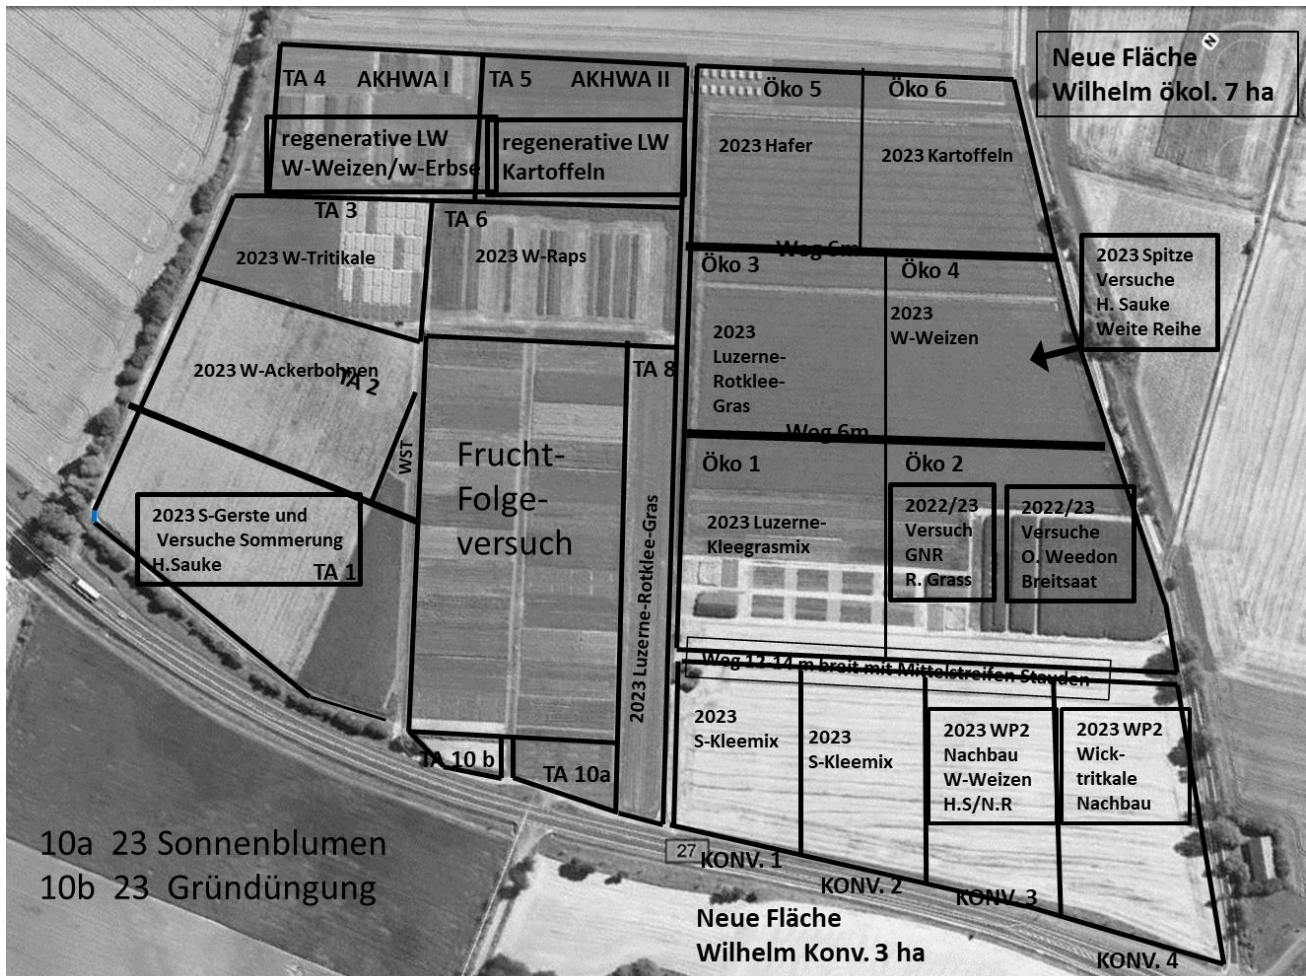 N
Neue Fläche
Wilhelm ökol. 7 ha
TA 4 AKHWA I
TA 5 AKHWA II
regenerative LW
W-Weizen/w-Erbse
regenerative LW
Kartoffeln
Öko 5
2023 Hafer
Öko 6
2023 Kartoffeln
TA 3
2023 W-Tritikale
TA 6
2023 W-Raps
Weg 6m
Öko 3
2023
Luzerne-
Rotklee-
Gras
Öko 4
2023
W-Weizen
2023 Spitze
Versuche
H. Sauke
Weite Reihe
2023 W-Ackerbohnen
TA 2
WST
TA 8
2023 Luzerne-Rotklee-Gras
Frucht-
Folge-
versuch
Weg 6m
Öko 1
2023 Luzerne-
Kleegrasmix
Öko 2
2022/23
Versuch
GNR
R. Grass
2022/23
Versuche
O. Weedon
Breitsaat
2023 S-Gerste und
Versuche Sommerung
H.Sauke
TA 1
Weg 12-14 m breit mit Mittelstreifen Stauden
2023
S-Kleemix
2023
S-Kleemix
2023 WP2
Nachbau
W-Weizen
H.S/N.R
2023 WP2
Wick-
tritkale
Nachbau
TA 10 b
TA 10a
10a 23 Sonnenblumen
10b 23 Gründüngung
27
KONV. 1
KONV. 2
KONV. 3
KONV. 4
Neue Fläche
Wilhelm Konv. 3 ha